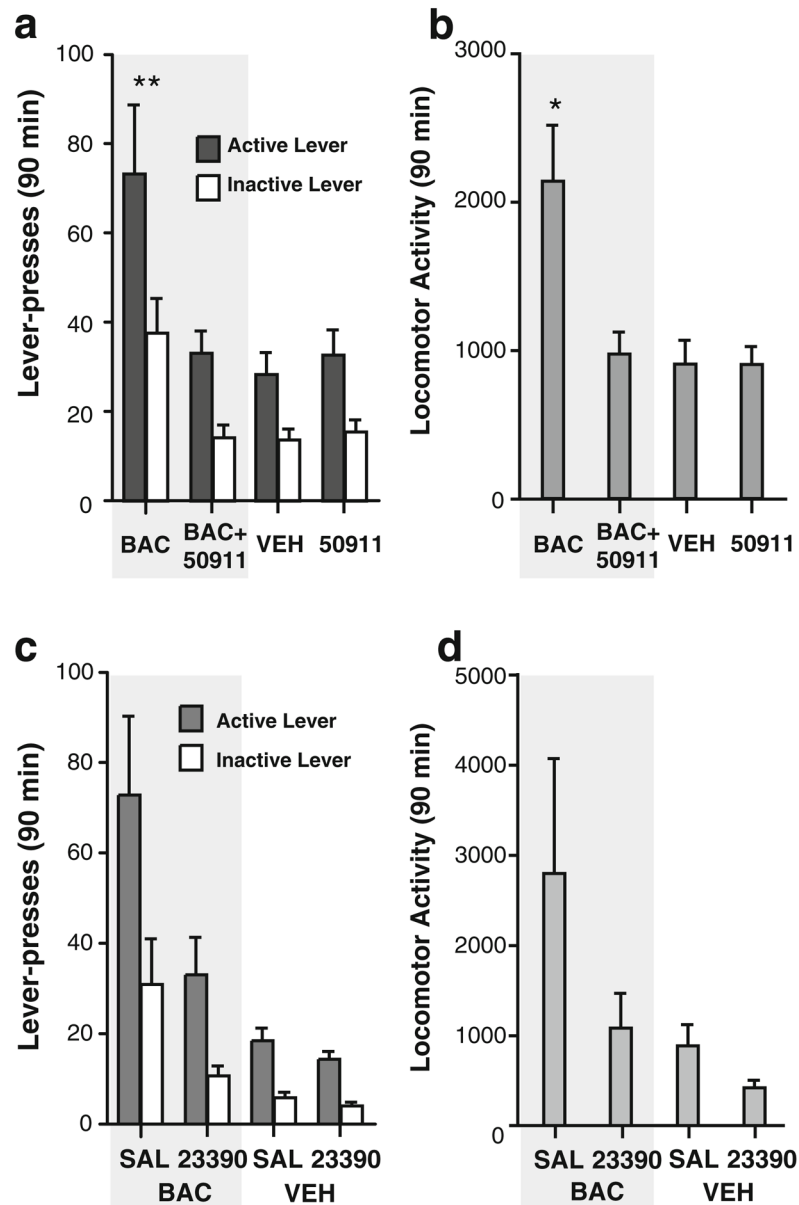 a
Lever-presses (90 min)
100
80
60
40
20
0
**
Active Lever
Inactive Lever
BAC
BAC+
50911
VEH
50911
b
Locomotor Activity (90 min)
3000
2000
1000
0
*
BAC
BAC+
50911
VEH
50911
c
Lever-presses (90 min)
100
80
60
40
20
0
Active Lever
Inactive Lever
SAL 23390 SAL 23390
BAC VEH
d
Locomotor Activity (90 min)
5000
4000
3000
2000
1000
0
SAL 23390 SAL 23390
BAC VEH